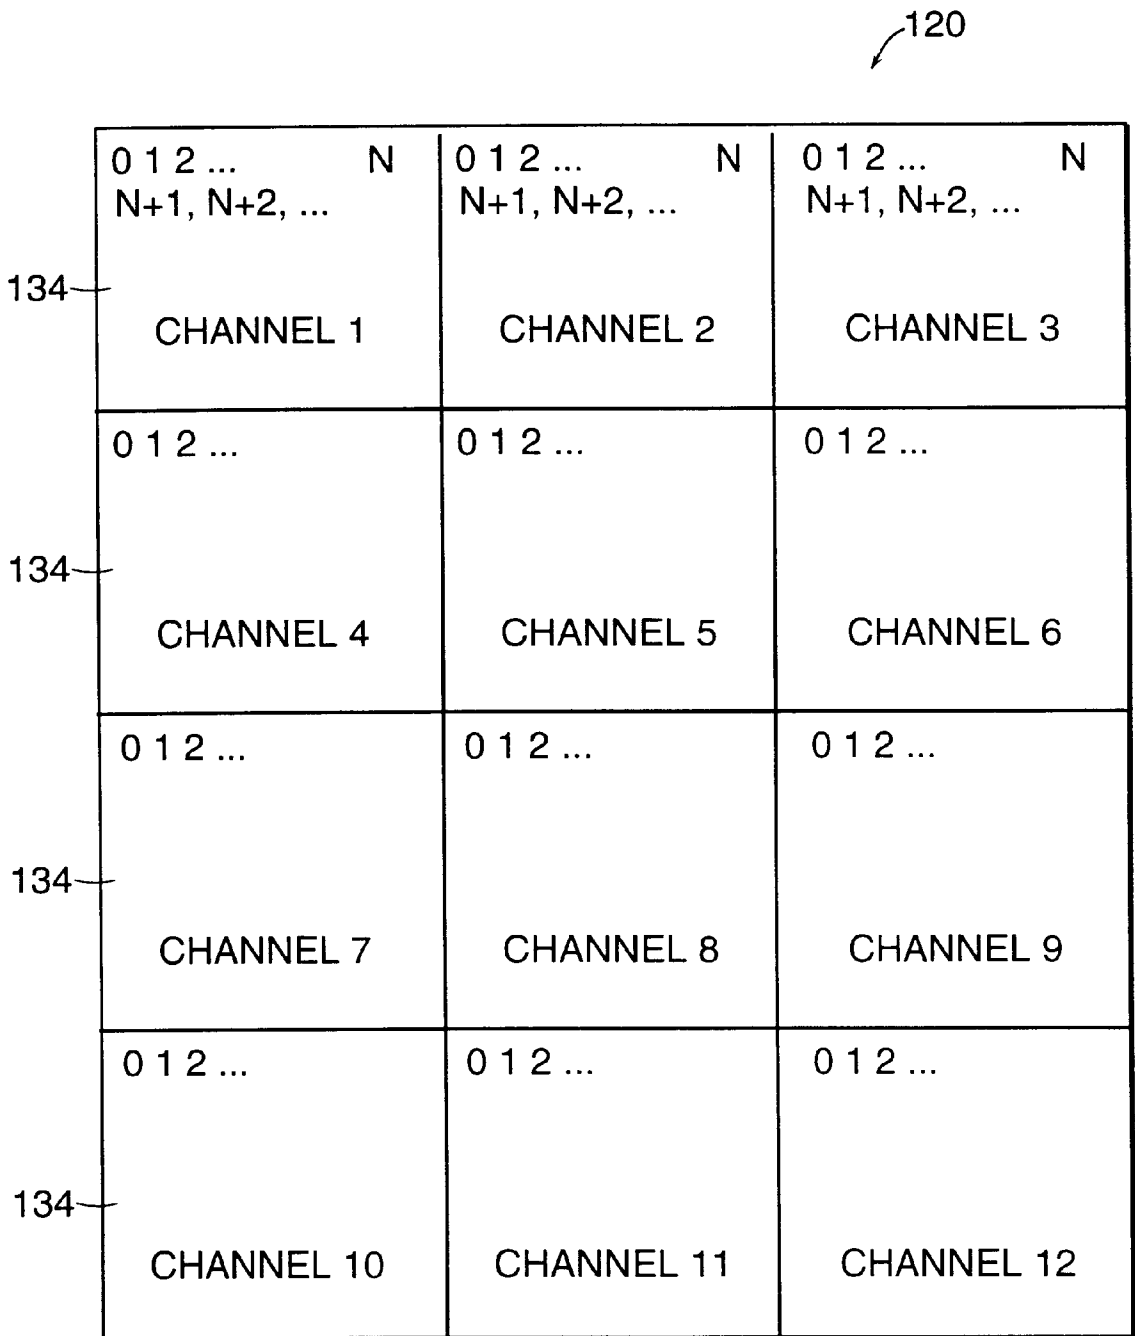 120
0 1 2 ... N 0 1 2 ... N 0 1 2 ... N
N+1, N+2, ... N+1, N+2, ... N+1, N+2, ...
134
CHANNEL 1 CHANNEL 2 CHANNEL 3
0 1 2 ... 0 1 2 ... 0 1 2 ...
134
CHANNEL 4 CHANNEL 5 CHANNEL 6
0 1 2 ... 0 1 2 ... 0 1 2 ...
134
CHANNEL 7 CHANNEL 8 CHANNEL 9
0 1 2 ... 0 1 2 ... 0 1 2 ...
134
CHANNEL 10 CHANNEL 11 CHANNEL 12